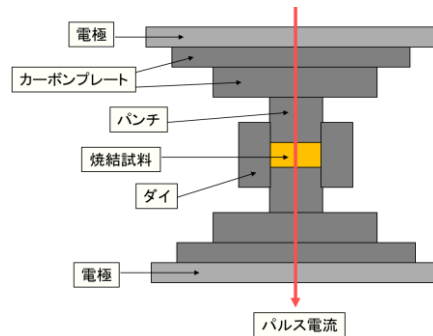 電極
カーボンプレート
パンチ
焼結試料
ダイ
電極
パルス電流